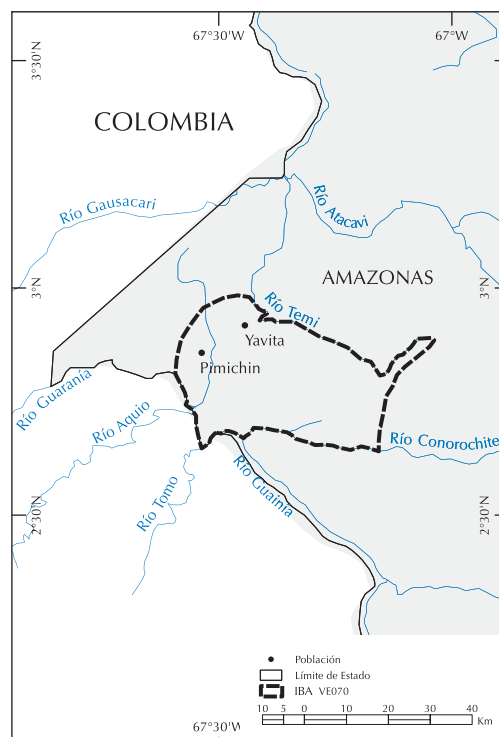 67°30'W
67°W
3°30'N
3°30'N
COLOMBIA
Río Gausacari
Río Atacavi
AMAZONAS
3°N
3°N
Río Temi
Yavita
Pimichin
Río Guarania
Río Aquio
Río Conorochite
Río Tomo
Río Guainia
2°30'N
2°30'N
Población
Límite de Estado
IBA VE070
10 5 0 10 20 30 40
Km
67°30'W